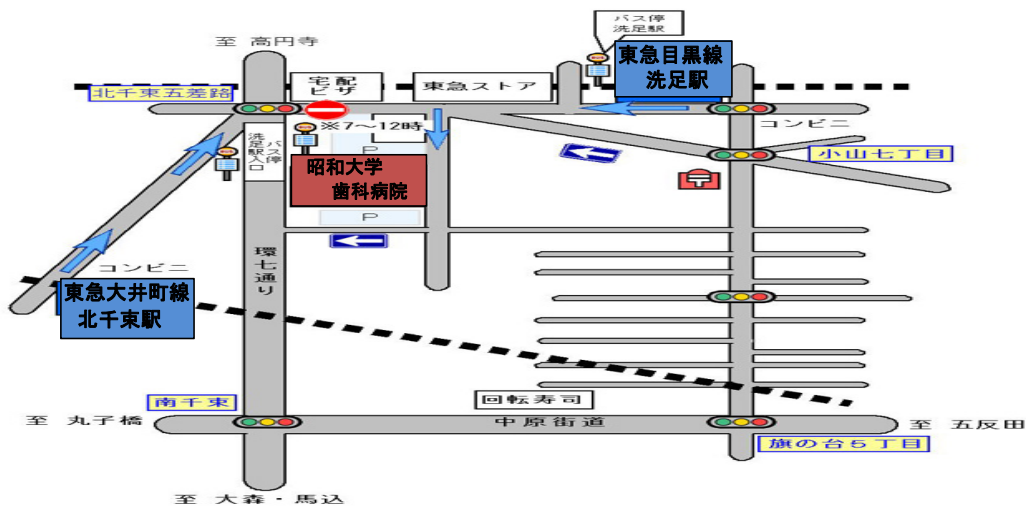 バス停
洗足駅
至 高円寺
東急目黒線
洗足駅
宅配
ピザ
東急ストア
北千束五差路
コンビニ
※7～12時
洗足駅入口
バス停
P
小山七丁目
昭和大学
歯科病院
P
環七通り
コンビニ
東急大井町線
北千束駅
南千束
回転寿司
至 丸子橋
中原街道
至 五反田
旗の台５丁目
至 大森・馬込